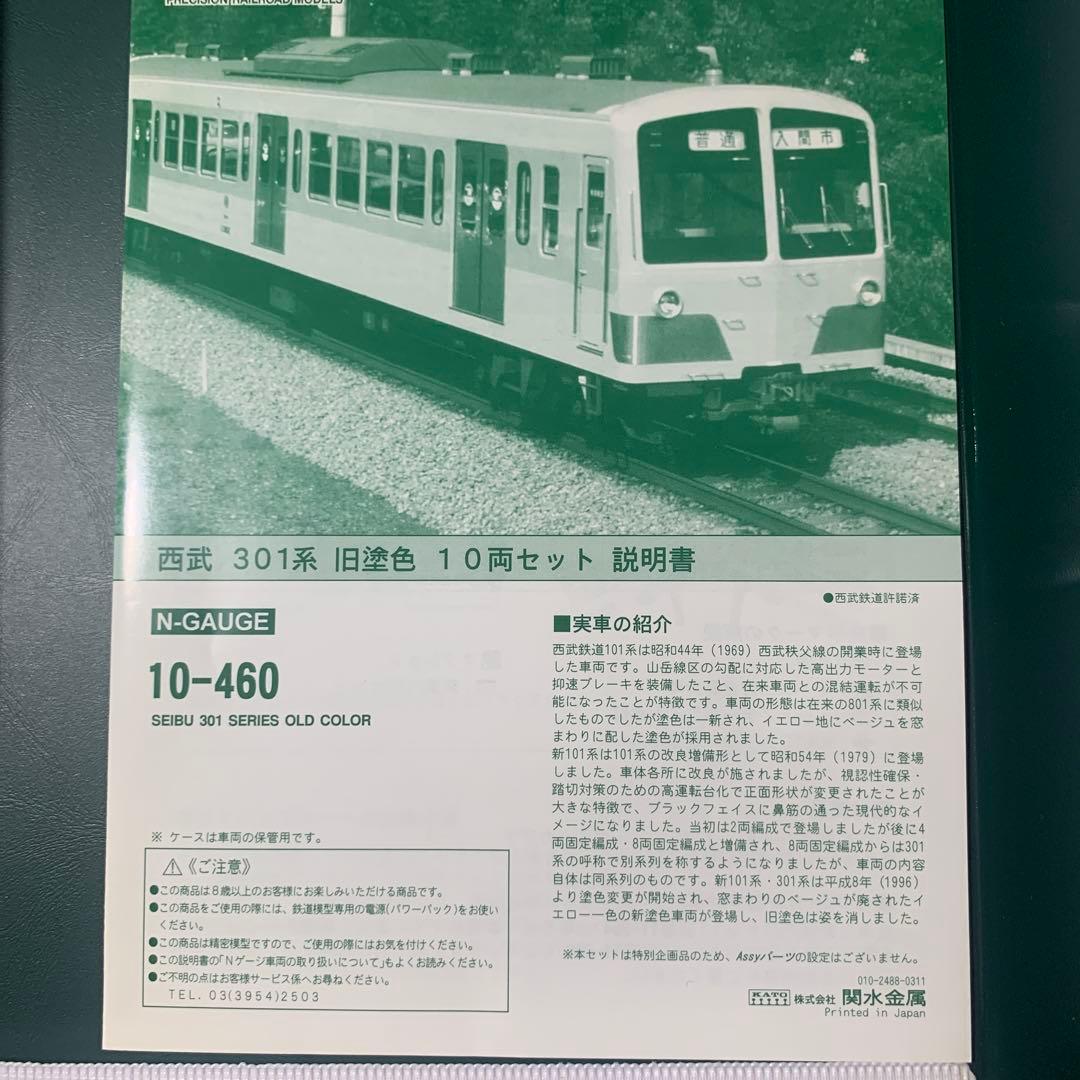 PRECISION RAILROAD MODELS
普通
入間市
西武 301系 旧塗色 10両セット 説明書
●西武鉄道許諾済
N-GAUGE
10-460
SEIBU 301 SERIES OLD COLOR
※ ケースは車両の保管用です。
⚠《ご注意》
●この商品は8歳以上のお客様にお楽しみいただける商品です。
●この商品をご使用の際には、鉄道模型専用の電源(パワーパック)をお使い
ください。
●この商品は精密模型ですので、ご使用の際にはお気を付けください。
●この説明書の「Nゲージ車両の取り扱いについて」もよくお読みください。
●ご不明の点はお客様サービス係へお尋ねください。
TEL. 03(3954)2503
■実車の紹介
西武鉄道101系は昭和44年（1969）西武秩父線の開業時に登場
した車両です。山岳線区の勾配に対応した高出力モーターと
抑速ブレーキを装備したこと、在来車両との混結運転が不可
能になったことが特徴です。車両の形態は在来の801系に類似
したものでしたが塗色は一新され、イエロー地にベージュを窓
まわりに配した塗色が採用されました。
新101系は101系の改良増備形として昭和54年（1979）に登場
しました。車体各所に改良が施されましたが、視認性確保・
踏切対策のための高運転台化で正面形状が変更されたことが
大きな特徴で、ブラックフェイスに鼻筋の通った現代的なイ
メージになりました。当初は2両編成で登場しましたが後に4
両固定編成・8両固定編成と増備され、8両固定編成からは301
系の呼称で別系列を称するようになりましたが、車両の内容
自体は同系列のものです。新101系・301系は平成8年（1996）
より塗色変更が開始され、窓まわりのベージュが廃されたイ
エロー一色の新塗色車両が登場し、旧塗色は姿を消しました。
※本セットは特別企画品のため、Assyパーツの設定はございません。
010-2488-0311
KATO 株式会社 関水金属
Printed in Japan